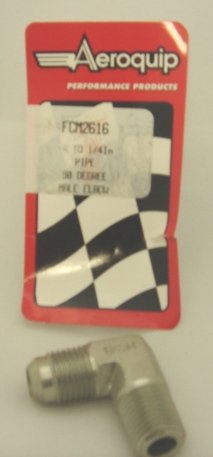 Aeroquip
PERFORMANCE PRODUCTS
FCM2616
TO 1/4In
PIPE
90 DEGREE
MALE ELBOW